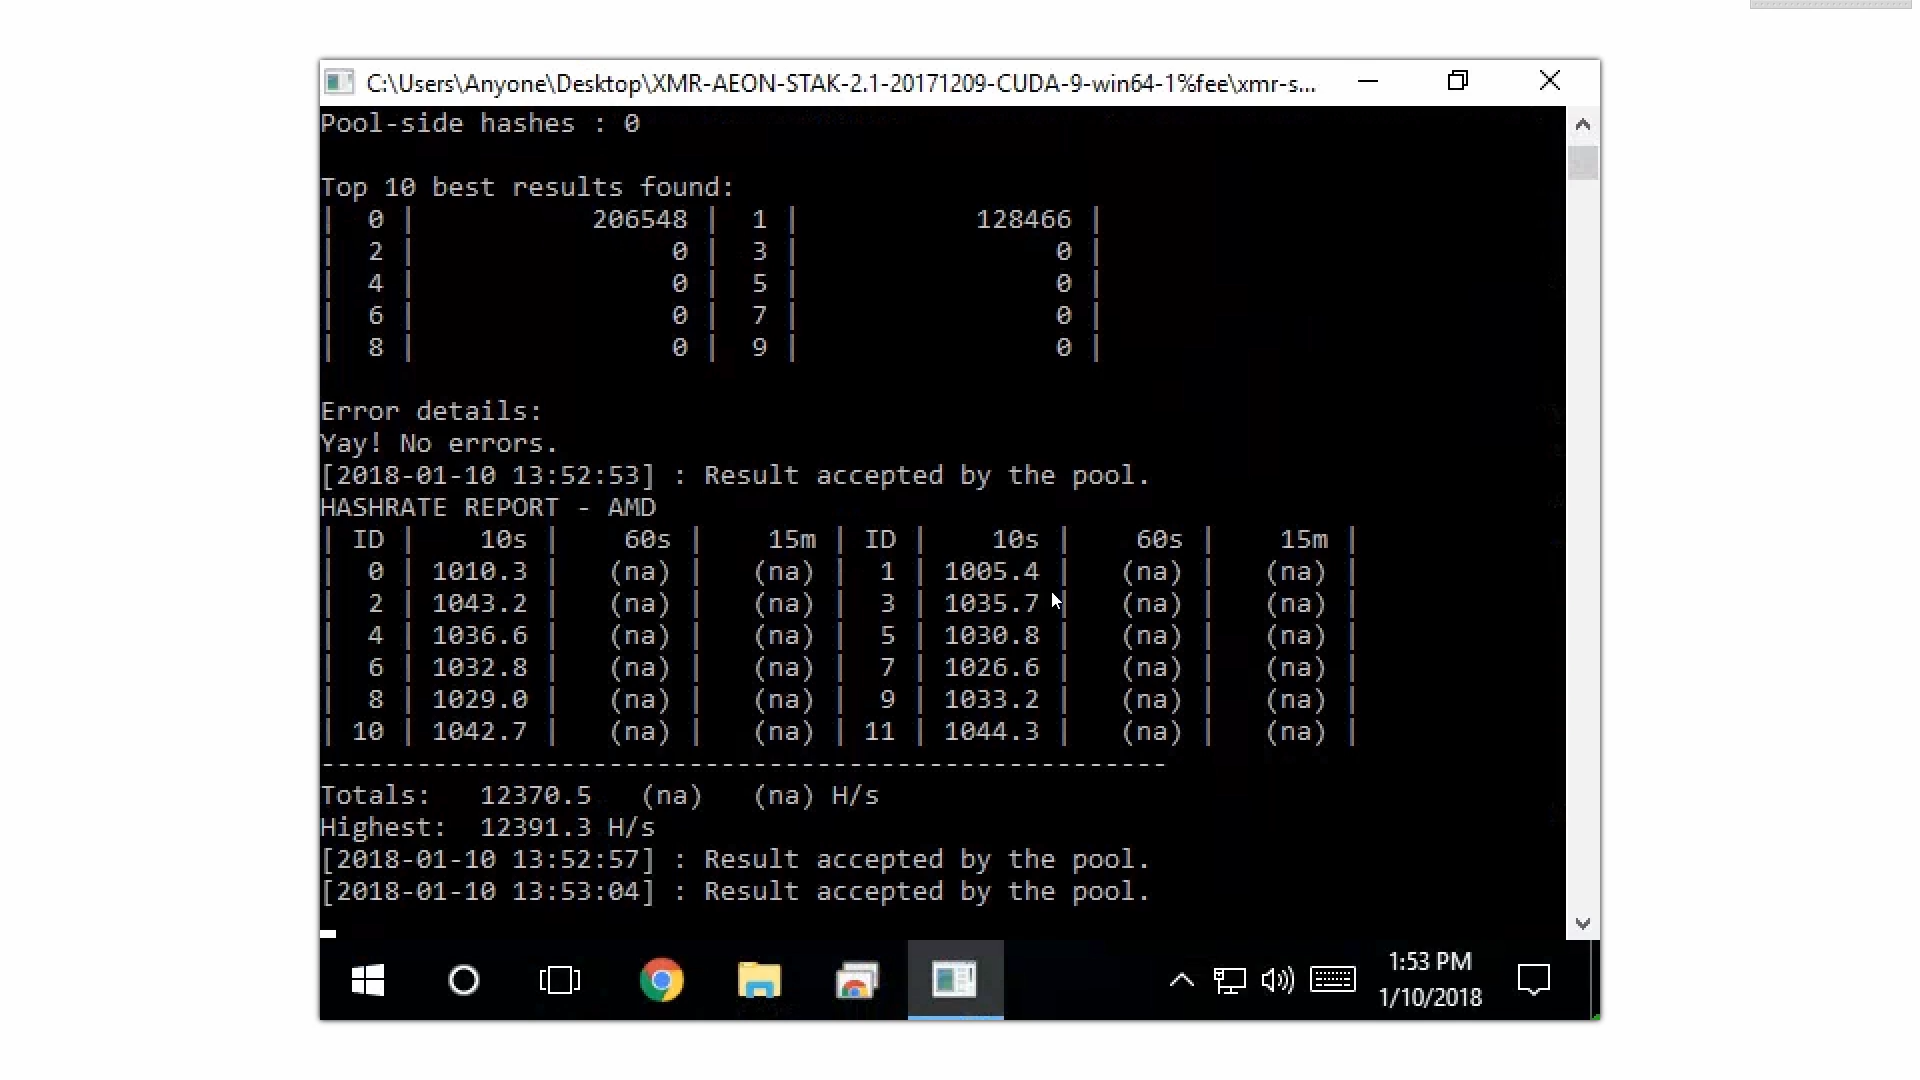 C:\Users\Anyone\Desktop\XMR-AEON-STAK-2.1-20171209-CUDA-9-win64-1%fee\xmr-s...
Pool-side hashes : 0
Top 10 best results found:
| 0 | 206548 | 1 | 128466 |
| 2 | 0 | 3 | 0 |
| 4 | 0 | 5 | 0 |
| 6 | 0 | 7 | 0 |
| 8 | 0 | 9 | 0 |
Error details:
Yay! No errors.
[2018-01-10 13:52:53] : Result accepted by the pool.
HASHRATE REPORT - AMD
| ID | 10s | 60s | 15m | ID | 10s | 60s | 15m |
| 0 | 1010.3 | (na) | (na) | 1 | 1005.4 | (na) | (na) |
| 2 | 1043.2 | (na) | (na) | 3 | 1035.7 | (na) | (na) |
| 4 | 1036.6 | (na) | (na) | 5 | 1030.8 | (na) | (na) |
| 6 | 1032.8 | (na) | (na) | 7 | 1026.6 | (na) | (na) |
| 8 | 1029.0 | (na) | (na) | 9 | 1033.2 | (na) | (na) |
| 10 | 1042.7 | (na) | (na) | 11 | 1044.3 | (na) | (na) |
-----------------------------------------------------
Totals: 12370.5 (na) (na) H/s
Highest: 12391.3 H/s
[2018-01-10 13:52:57] : Result accepted by the pool.
[2018-01-10 13:53:04] : Result accepted by the pool.
1:53 PM
1/10/2018